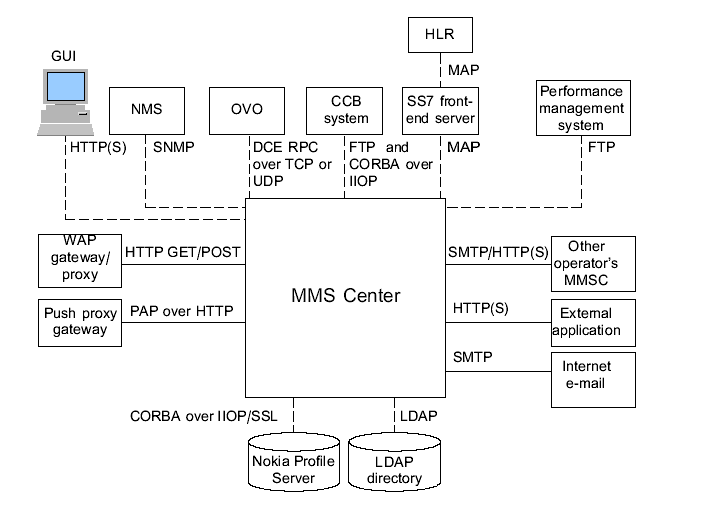 HLR
GUI
MAP
NMS
OVO
CCB
system
SS7 front-
end server
Performance
management
system
HTTP(S)
SNMP
DCE RPC
over TCP or
UDP
FTP and
CORBA over
IIOP
MAP
FTP
WAP
gateway/
proxy
HTTP GET/POST
Push proxy
gateway
PAP over HTTP
MMS Center
SMTP/HTTP(S)
Other
operator's
MMSC
HTTP(S)
External
application
SMTP
Internet
e-mail
CORBA over IIOP/SSL
LDAP
Nokia Profile
Server
LDAP
directory